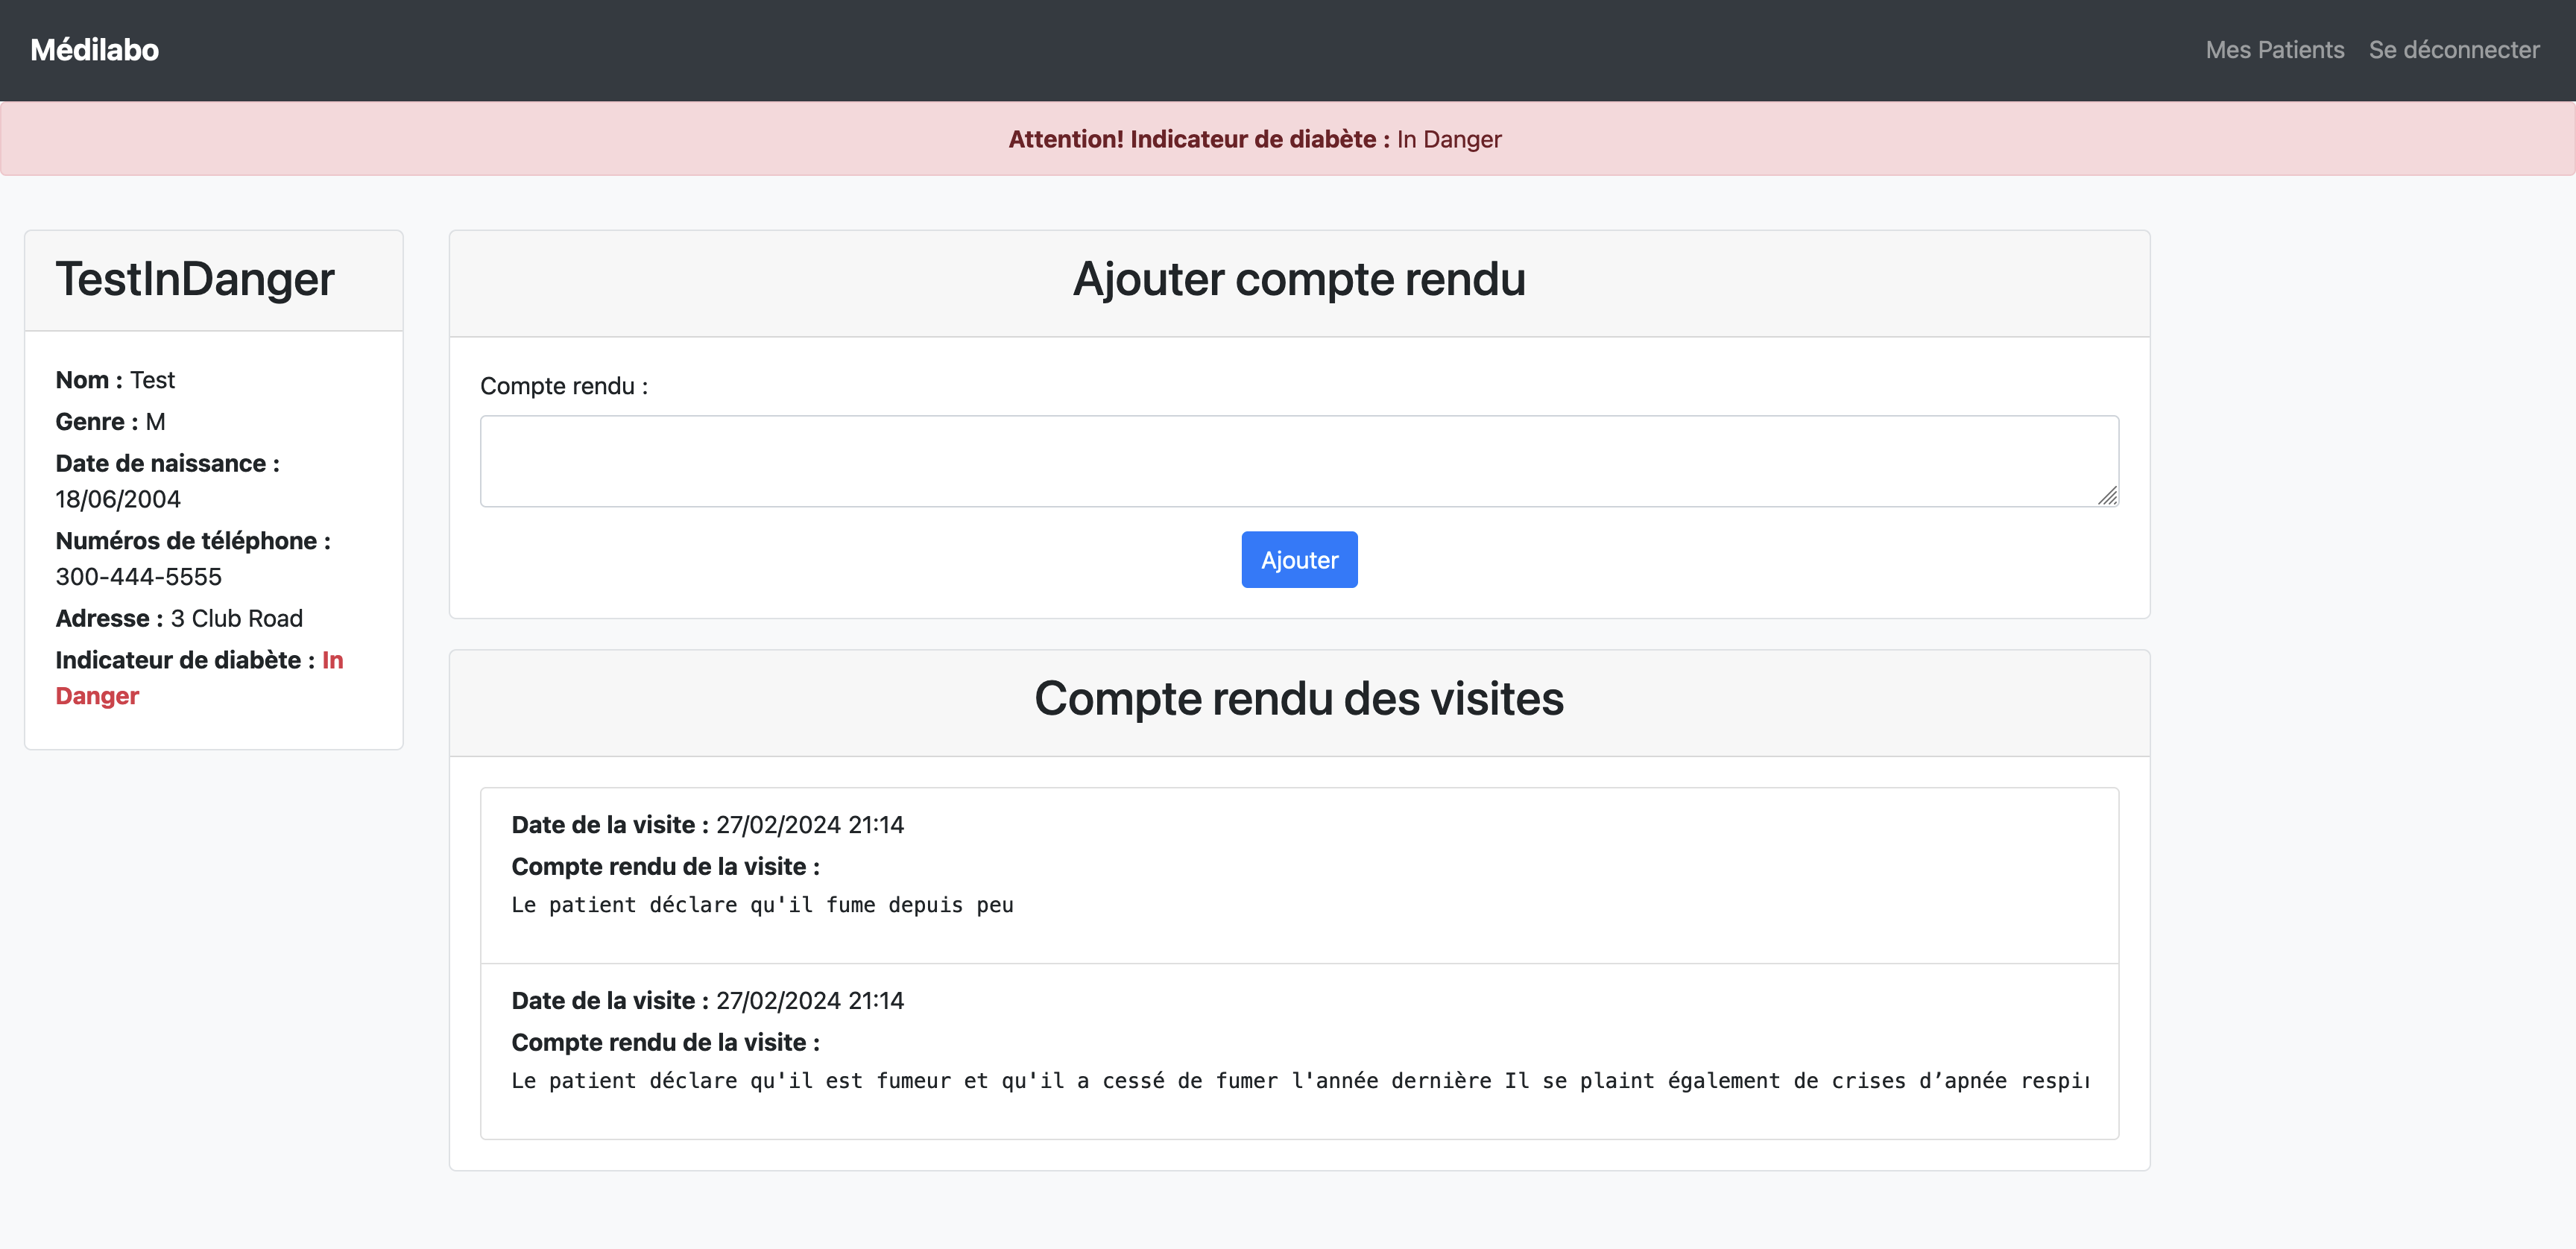 Médilabo
Mes Patients Se déconnecter
Attention! Indicateur de diabète : In Danger
TestInDanger
Nom : Test
Genre : M
Date de naissance :
18/06/2004
Numéros de téléphone :
300-444-5555
Adresse : 3 Club Road
Indicateur de diabète : In
Danger
Ajouter compte rendu
Compte rendu :
Ajouter
Compte rendu des visites
Date de la visite : 27/02/2024 21:14
Compte rendu de la visite :
Le patient déclare qu'il fume depuis peu
Date de la visite : 27/02/2024 21:14
Compte rendu de la visite :
Le patient déclare qu'il est fumeur et qu'il a cessé de fumer l'année dernière Il se plaint également de crises d’apnée